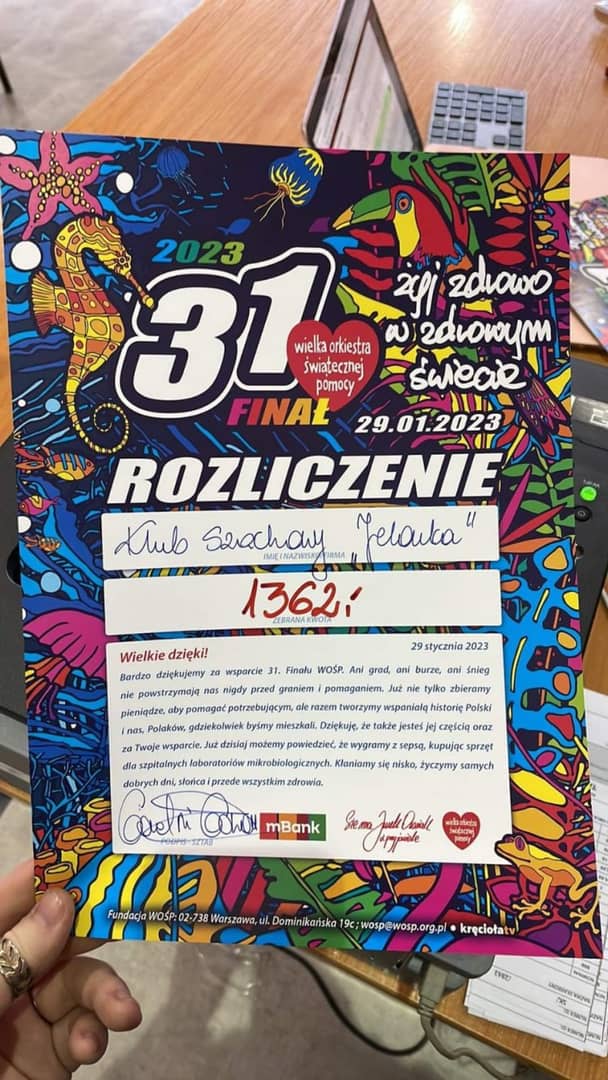 2023
31
wielka orkiestra
świątecznej
pomocy
FINAŁ
żyj zdrowo
w zdrowym
świecie
29.01.2023
ROZLICZENIE
Klub Szachowy „Jelonka"
IMIĘ I NAZWISKO/FIRMA
1362
ZEBRANA KWOTA
Wielkie dzięki!
29 stycznia 2023
Bardzo dziękujemy za wsparcie 31. Finału WOŚP. Ani grad, ani burze, ani śnieg
nie powstrzymają nas nigdy przed graniem i pomaganiem. Już nie tylko zbieramy
pieniądze, aby pomagać potrzebującym, ale razem tworzymy wspaniałą historię Polski
i nas, Polaków, gdziekolwiek byśmy mieszkali. Dziękuję, że także jesteś jej częścią oraz
za Twoje wsparcie. Już dzisiaj możemy powiedzieć, że wygramy z sepsą, kupując sprzęt
dla szpitalnych laboratoriów mikrobiologicznych. Kłaniamy się nisko, życzymy samych
dobrych dni, słońca i przede wszystkim zdrowia.
PODPIS - SZTAB
mBank
Jurek Owsiak
wielka orkiestra
świątecznej
pomocy
Fundacja WOŚP: 02-738 Warszawa, ul. Dominikańska 19c ; wosp@wosp.org.pl • kręciołatv